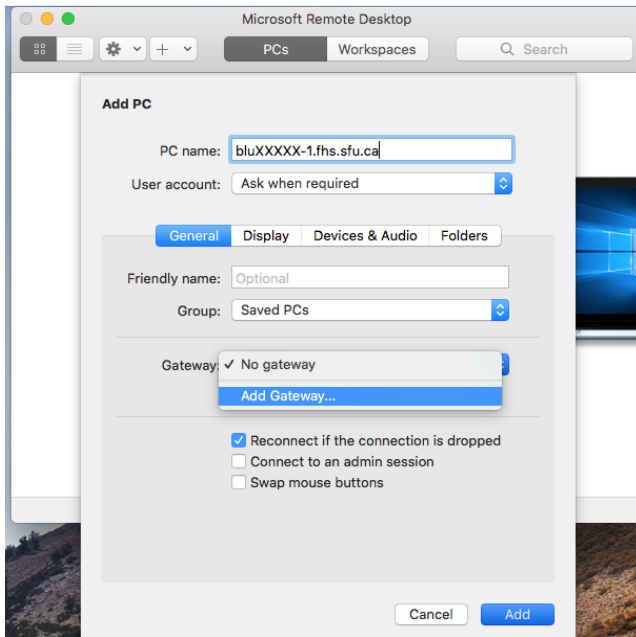 Microsoft Remote Desktop
PCs Workspaces Search
Add PC
PC name: bluXXXXX-1.fhs.sfu.ca
User account: Ask when required
General Display Devices & Audio Folders
Friendly name: Optional
Group: Saved PCs
Gateway: ✓ No gateway
Add Gateway...
Reconnect if the connection is dropped
Connect to an admin session
Swap mouse buttons
Cancel Add